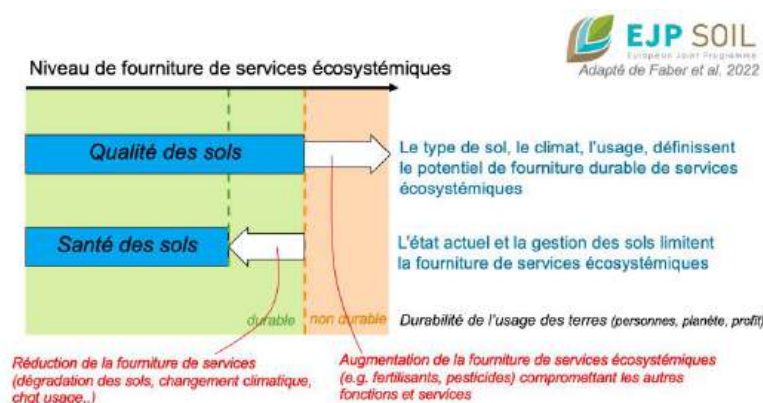 EJP SOIL
European Joint Programme
Adapté de Faber et al. 2022
Niveau de fourniture de services écosystémiques
Qualité des sols
Le type de sol, le climat, l'usage, définissent
le potentiel de fourniture durable de services
écosystémiques
Santé des sols
L'état actuel et la gestion des sols limitent
la fourniture de services écosystémiques
durable
non durable
Durabilité de l'usage des terres (personnes, planète, profit)
Réduction de la fourniture de services
(dégradation des sols, changement climatique,
chgt usage,.)
Augmentation de la fourniture de services écosystémiques
(e.g. fertilisants, pesticides) compromettant les autres
fonctions et services